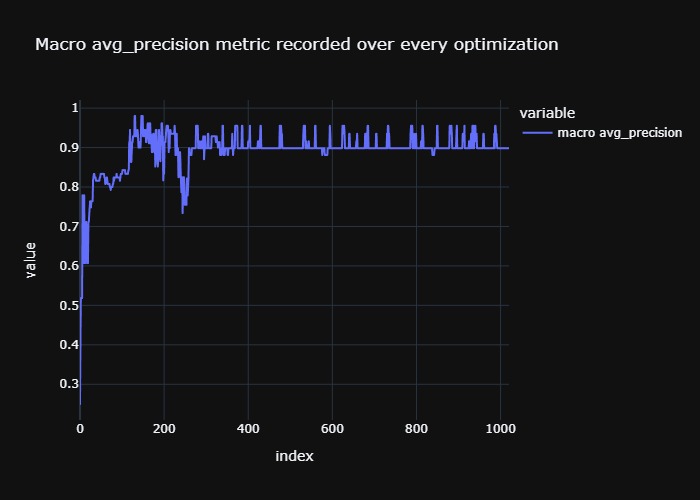 Macro avg_precision metric recorded over every optimization
variable
macro avg_precision
value
1
0.9
0.8
0.7
0.6
0.5
0.4
0.3
0 200 400 600 800 1000
index